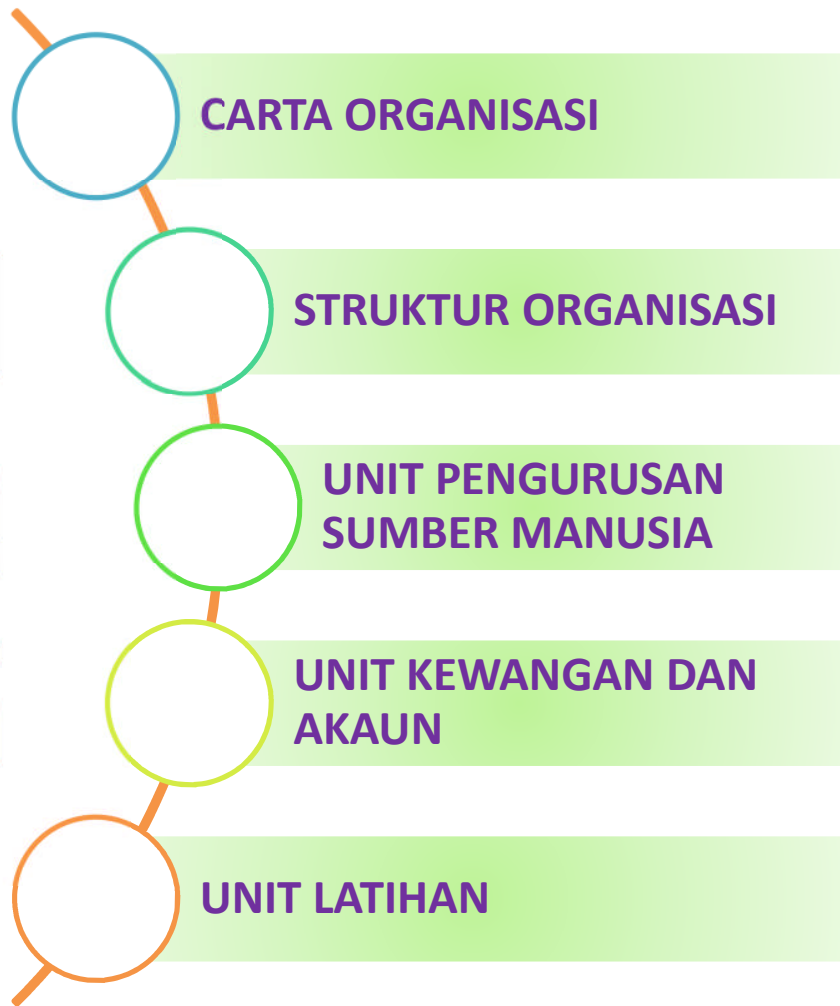 CARTA ORGANISASI
STRUKTUR ORGANISASI
UNIT PENGURUSAN
SUMBER MANUSIA
UNIT KEWANGAN DAN
AKAUN
UNIT LATIHAN